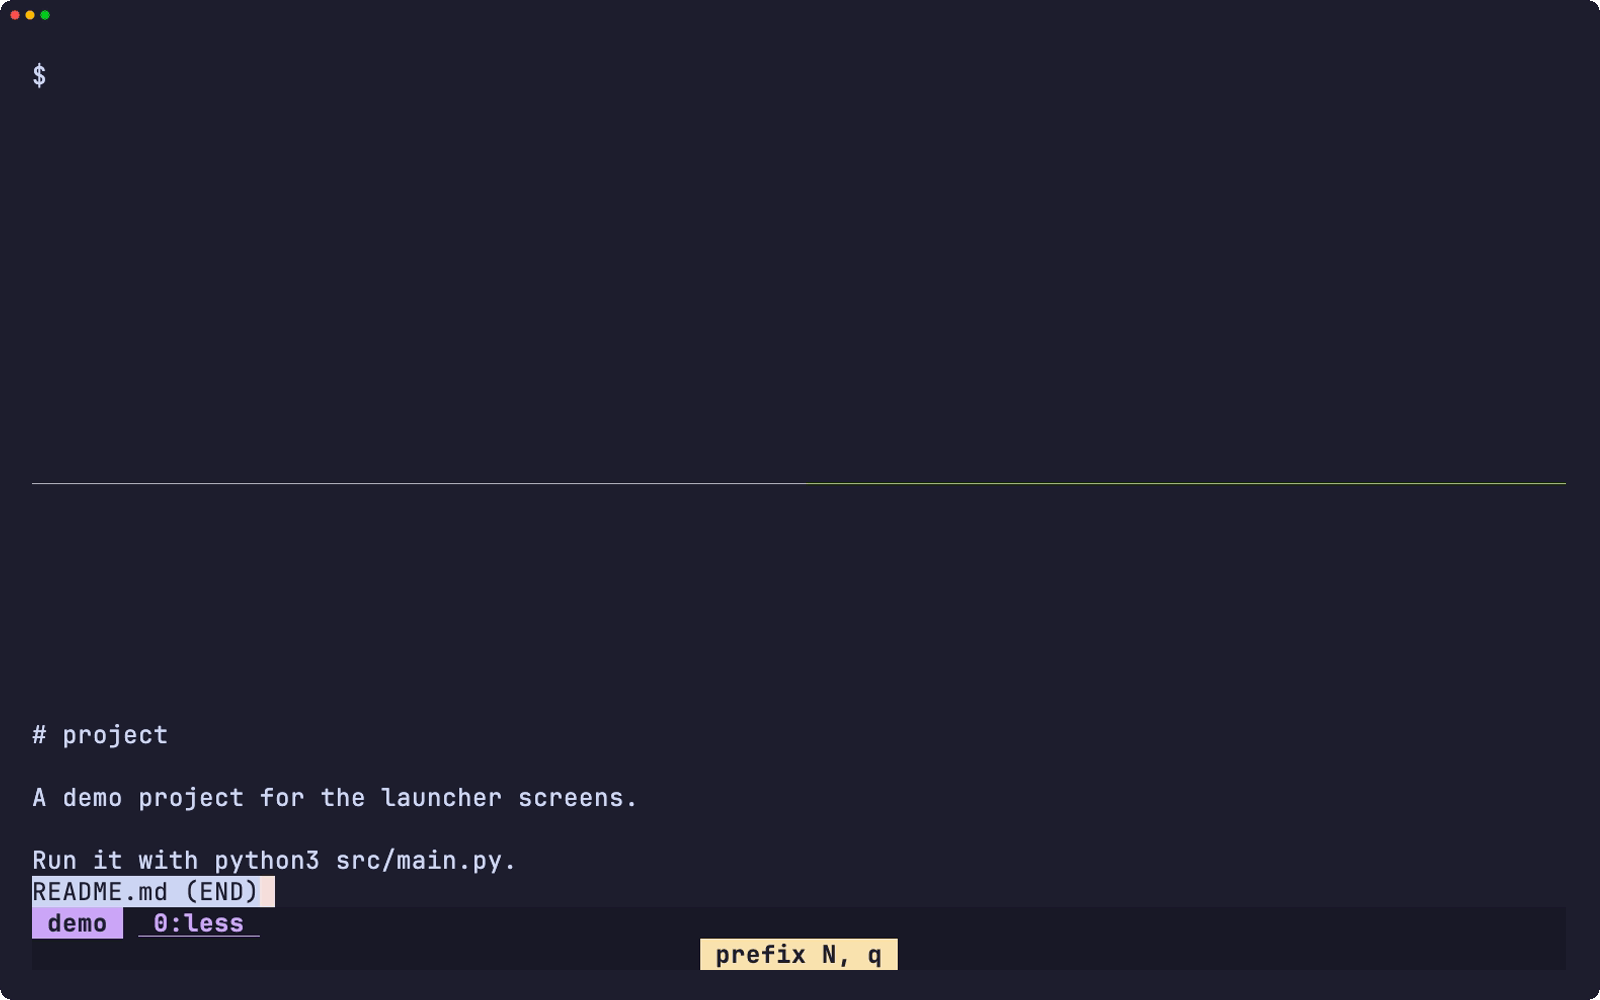 $
# project
A demo project for the launcher screens.
Run it with python3 src/main.py.
README.md (END)
demo 0:less
prefix N, q